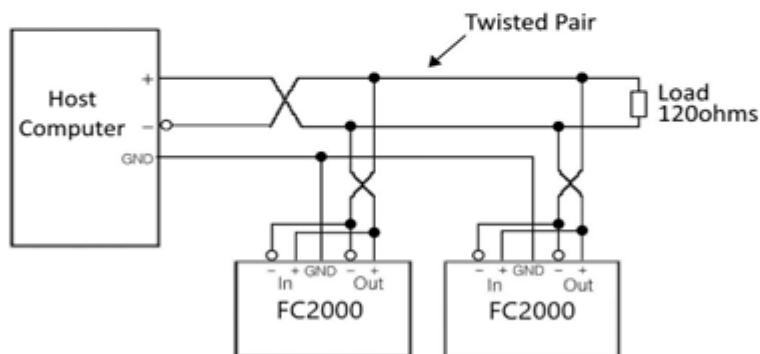 Twisted Pair
Host
Computer
+
−
GND
Load
120ohms
− + GND − +
In Out
FC2000
− + GND − +
In Out
FC2000